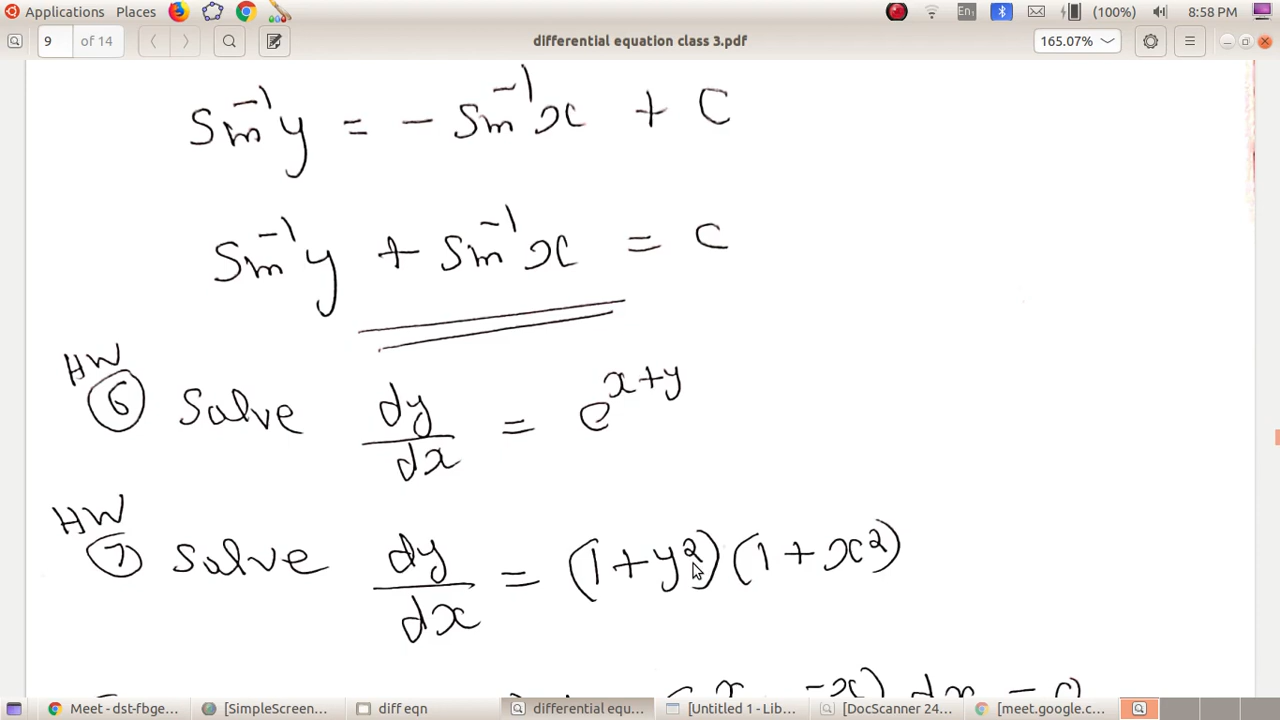 Applications Places En₁ (100%) 8:58 PM
9 of 14 differential equation class 3.pdf 165.07%
Sin⁻¹y = - Sin⁻¹x + C
Sin⁻¹y + Sin⁻¹x = C
HW
⑥ Solve dy/dx = e^(x+y)
HW
⑦ Solve dy/dx = (1+y²)(1+x²)
Meet - dst-fbge... [SimpleScreen... diff eqn differential equ... [Untitled 1 - Lib... [DocScanner 24... [meet.google.co...